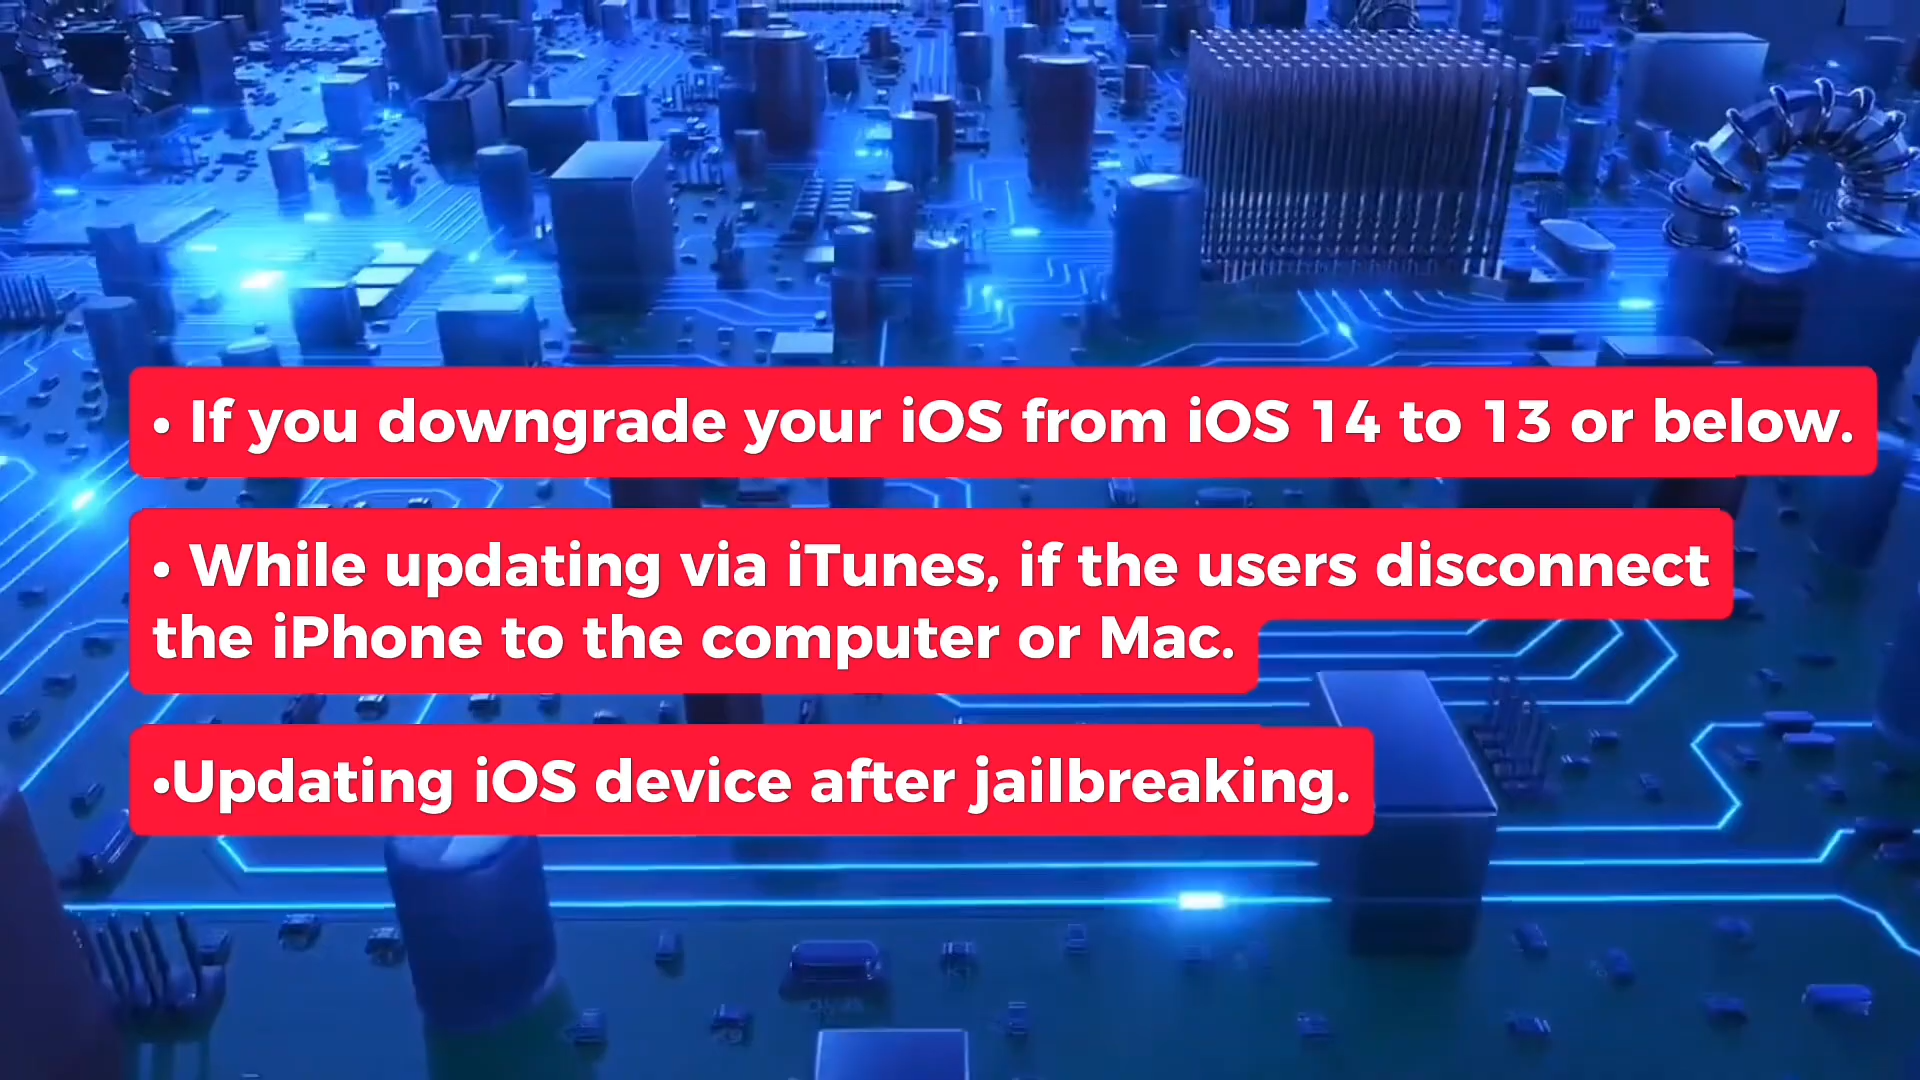 • If you downgrade your iOS from iOS 14 to 13 or below.
• While updating via iTunes, if the users disconnect
the iPhone to the computer or Mac.
•Updating iOS device after jailbreaking.